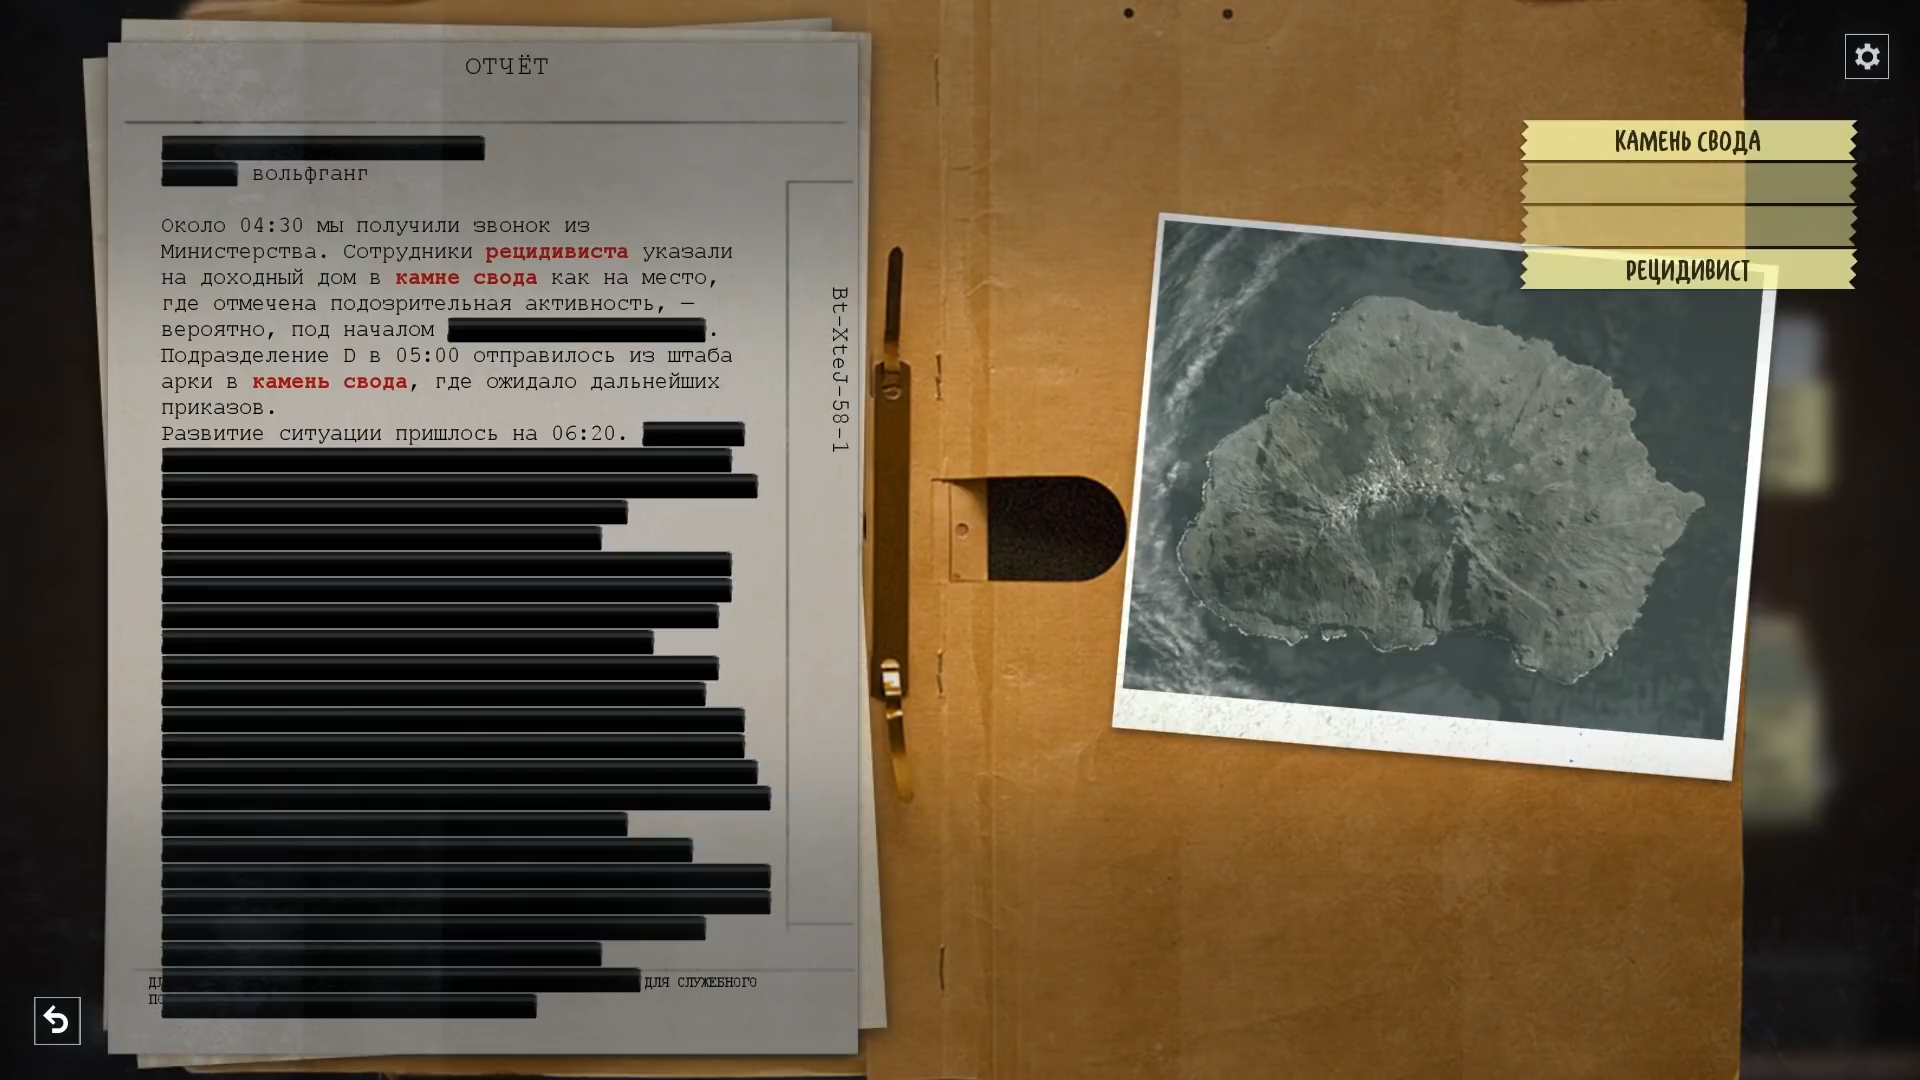 ОТЧЁТ
вольфганг
Около 04:30 мы получили звонок из
Министерства. Сотрудники рецидивиста указали
на доходный дом в камне свода как на место,
где отмечена подозрительная активность, —
вероятно, под началом .
Подразделение D в 05:00 отправилось из штаба
арки в камень свода, где ожидало дальнейших
приказов.
Развитие ситуации пришлось на 06:20.
ДЛЯ СЛУЖЕБНОГО
Bt-XteJ-58-1
КАМЕНЬ СВОДА
РЕЦИДИВИСТ